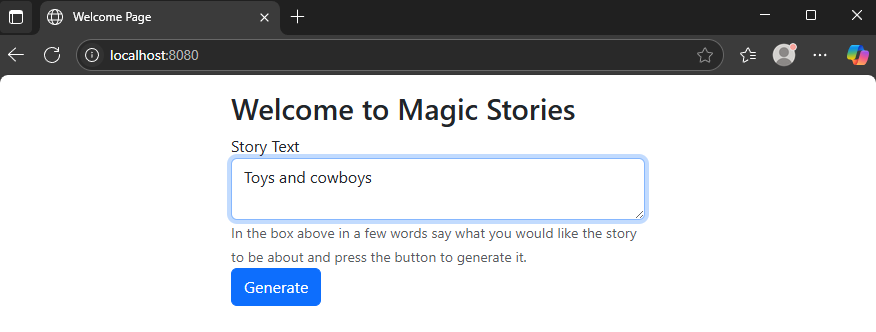 Welcome Page
localhost:8080
Welcome to Magic Stories
Story Text
Toys and cowboys
In the box above in a few words say what you would like the story
to be about and press the button to generate it.
Generate